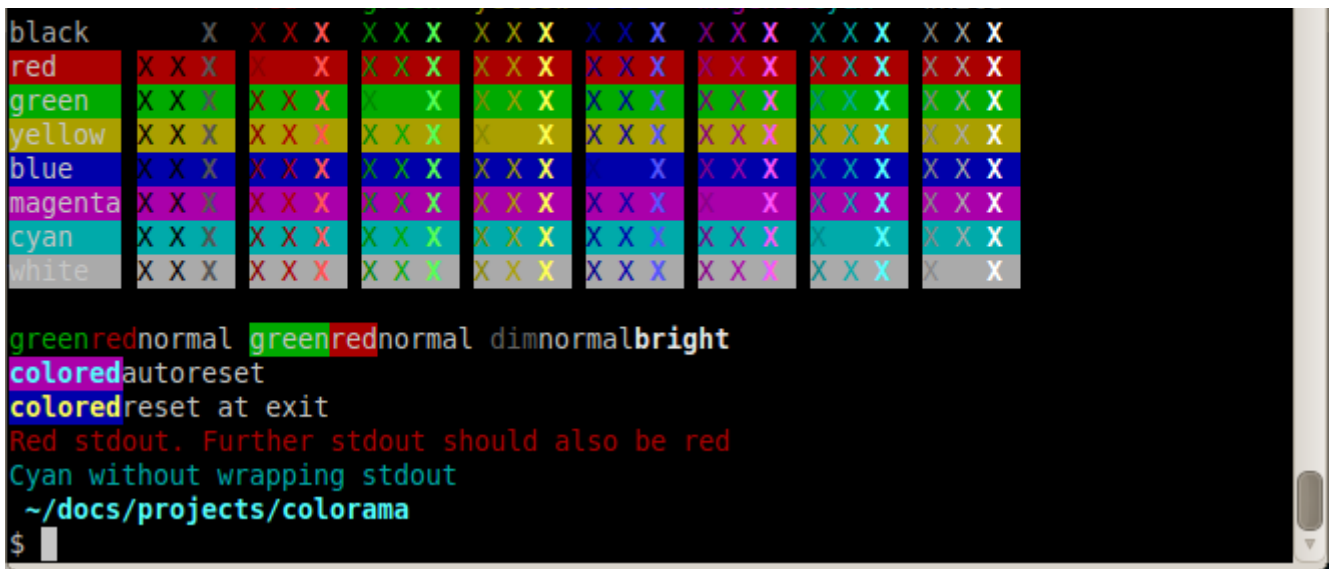 black X X X X X X X X X X X X X X X X X X X X X X
red X X X X X X X X X X X X X X X X X X X X X X X
green X X X X X X X X X X X X X X X X X X X X X X X
yellow X X X X X X X X X X X X X X X X X X X X X X X
blue X X X X X X X X X X X X X X X X X X X X X X X
magenta X X X X X X X X X X X X X X X X X X X X X X X
cyan X X X X X X X X X X X X X X X X X X X X X X X
white X X X X X X X X X X X X X X X X X X X X X X X
greenrednormal greenrednormal dimnormalbright
coloredautoreset
coloredreset at exit
Red stdout. Further stdout should also be red
Cyan without wrapping stdout
~/docs/projects/colorama
$